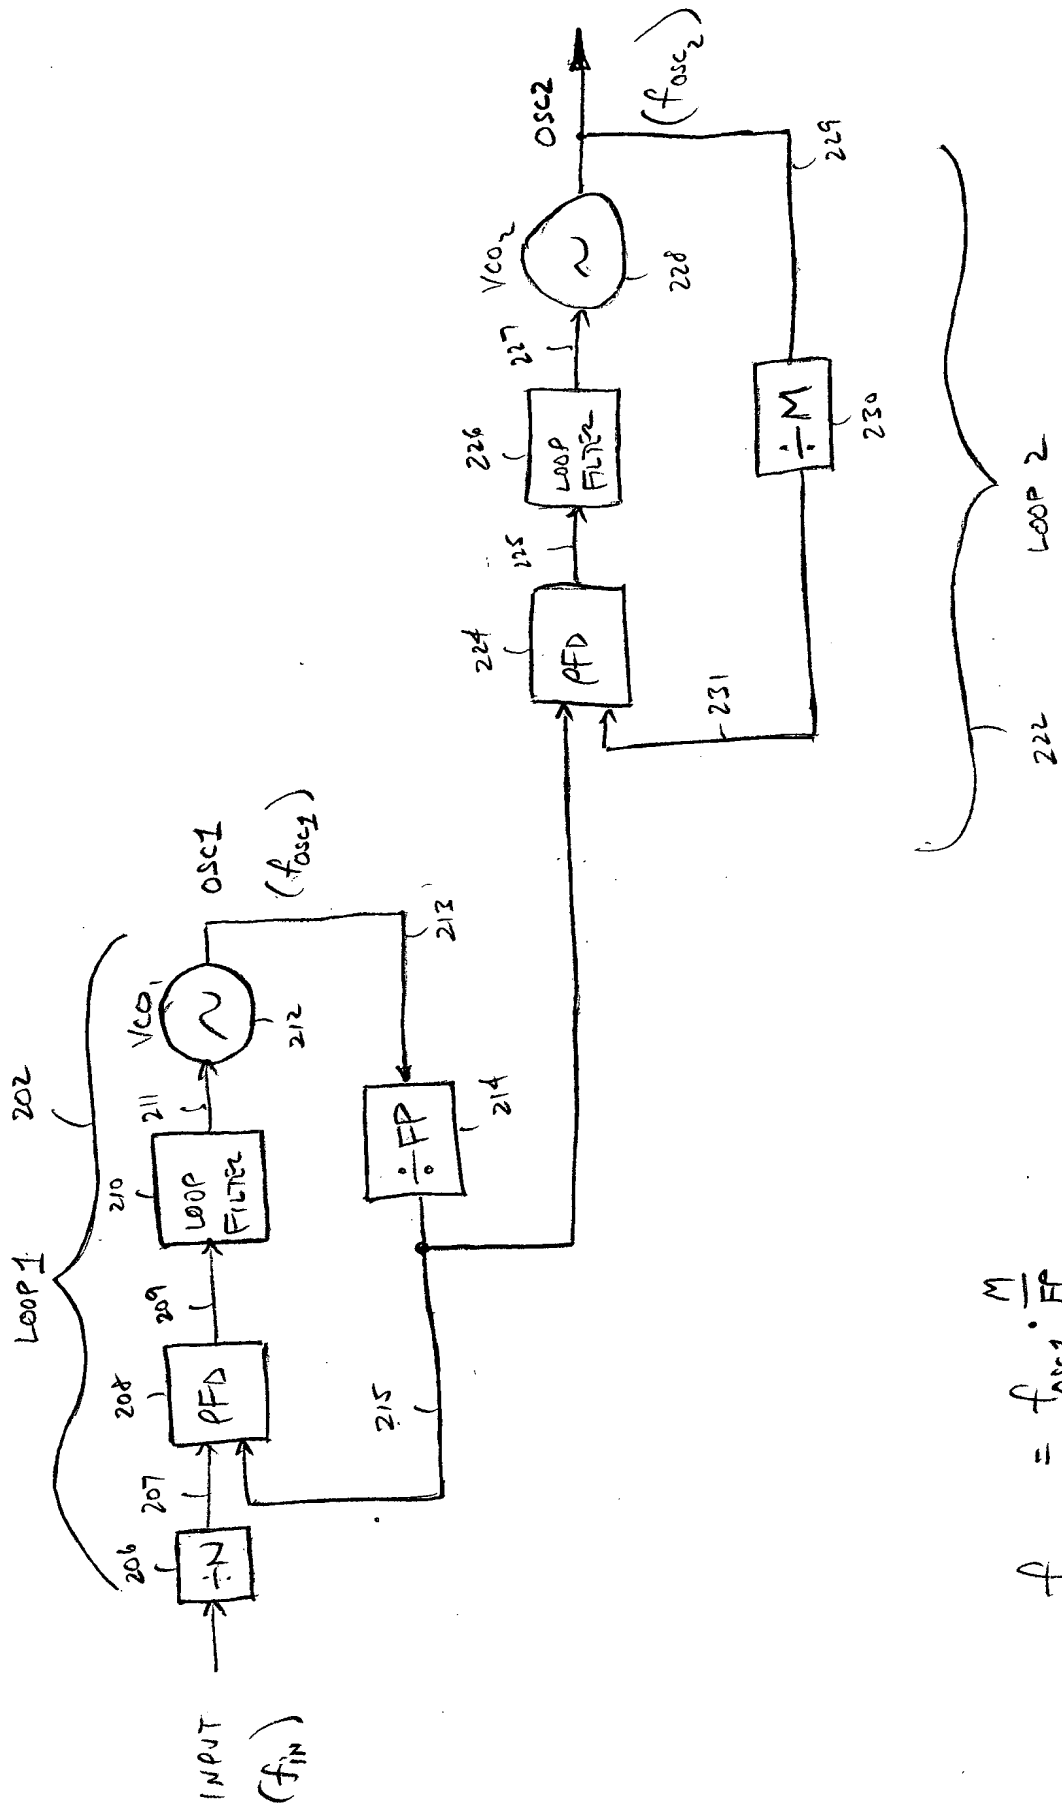 LOOP 1
202
INPUT
(fIN)
206
÷N
207
208
PFD
209
210
LOOP
FILTER
211
VCO1
212
OSC1
(fosc1)
213
÷FP
214
215
224
PFD
225
226
LOOP
FILTER
227
VCO2
228
OSC2
(fosc2)
229
÷M
230
231
222
LOOP 2
f = fosc1 · M/FP